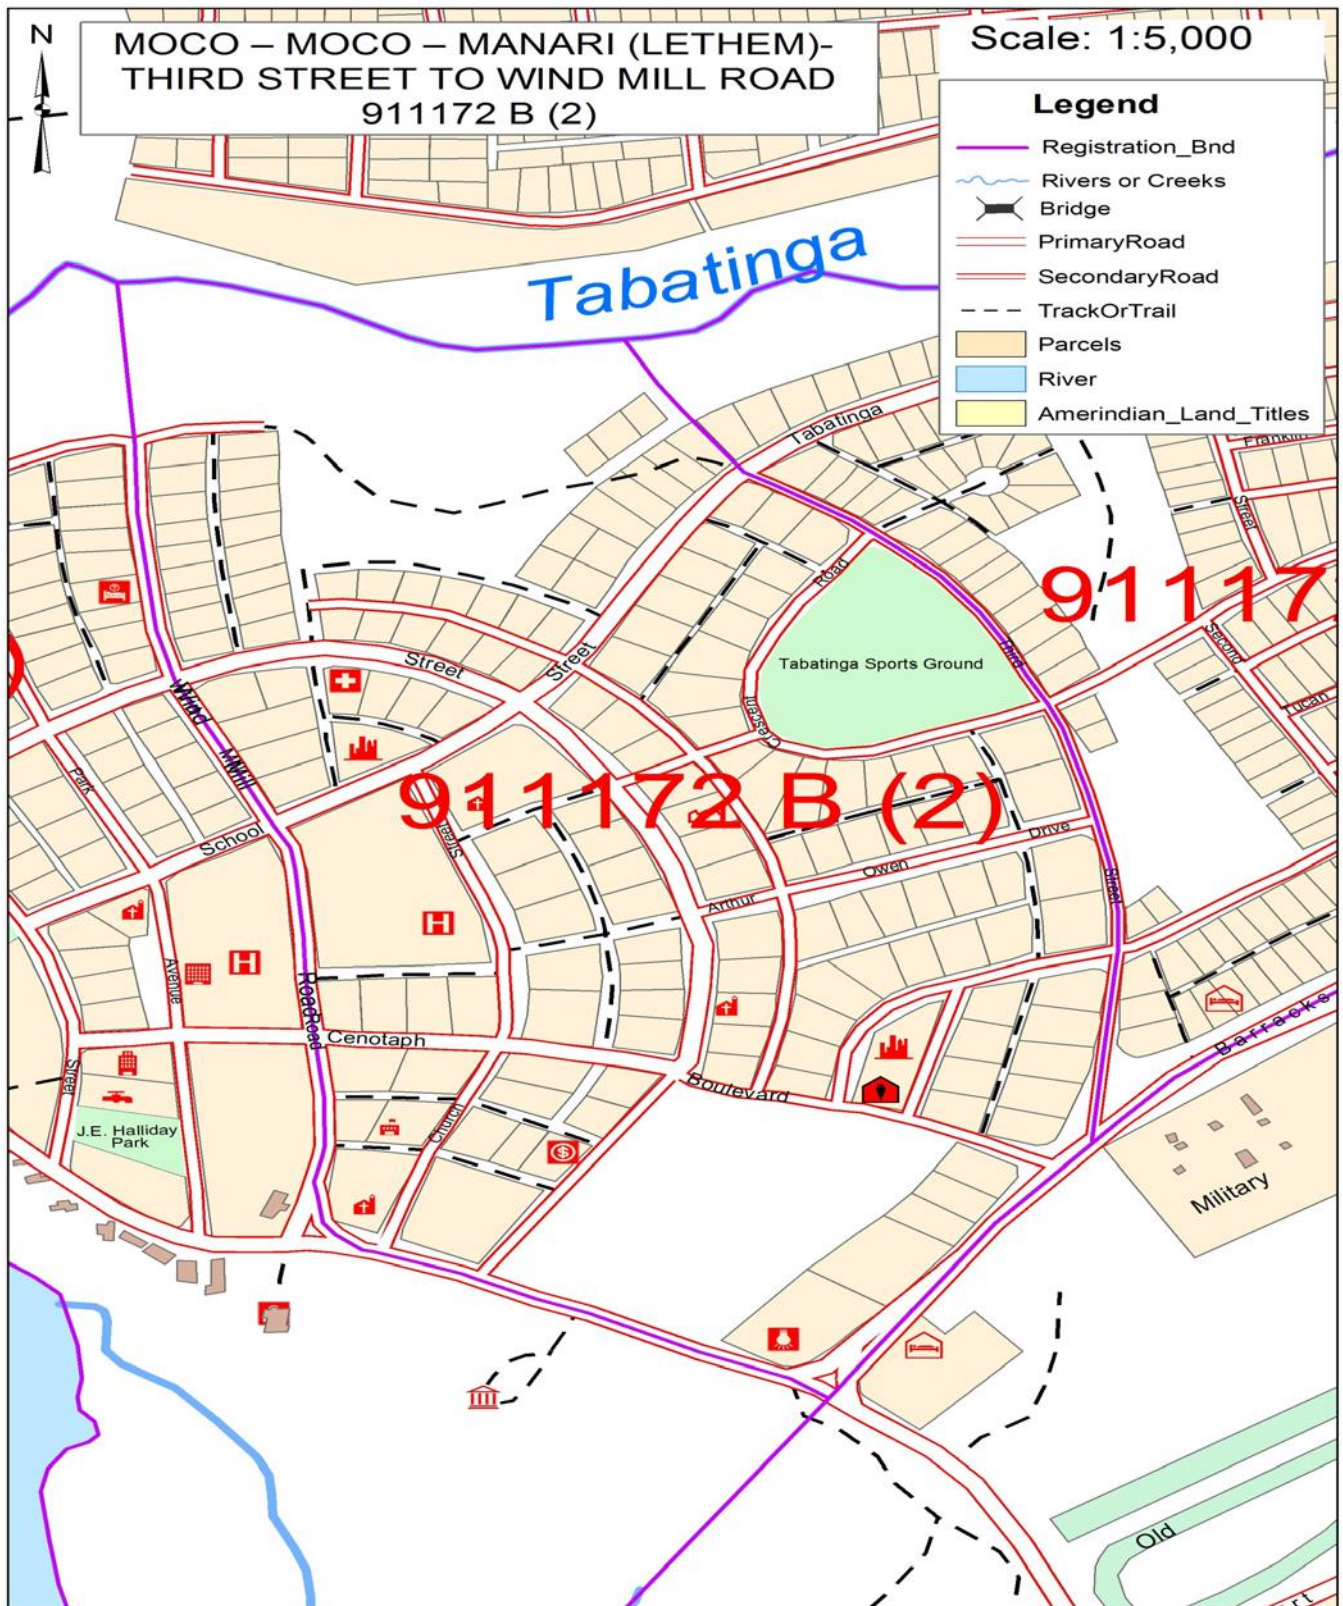 N
MOCO – MOCO – MANARI (LETHEM)-
THIRD STREET TO WIND MILL ROAD
911172 B (2)
Scale: 1:5,000
Legend
Registration_Bnd
Rivers or Creeks
Bridge
PrimaryRoad
SecondaryRoad
TrackOrTrail
Parcels
River
Amerindian_Land_Titles
Tabatinga
Tabatinga
Franklin
Street
Road
91117
Third
Second
Tabatinga Sports Ground
Street
Street
Wind
Crescent
Tucan
Park
Mill
911172 B (2)
School
Street
Drive
Owen
Arthur
Street
Avenue
H
H
Road
Road
Cenotaph
Barracks
Street
Boulevard
J.E. Halliday
Park
Church
$
Military
Old